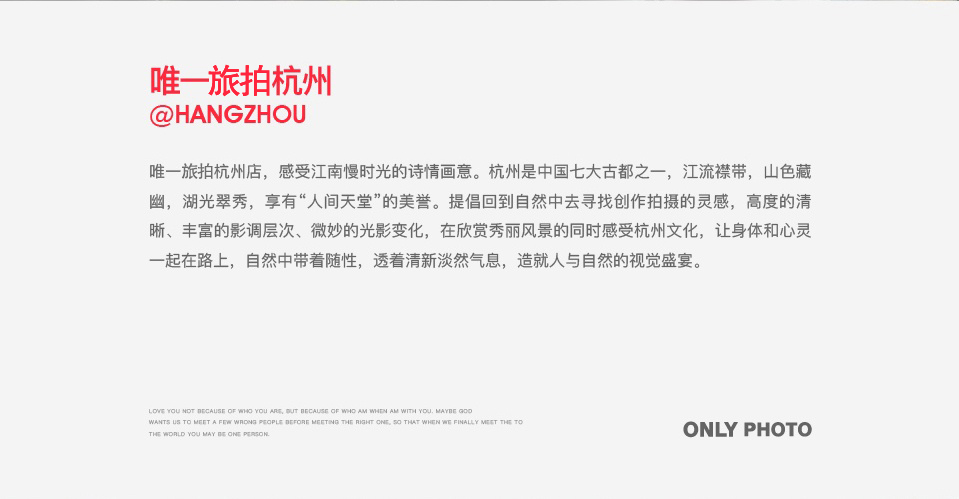 唯一旅拍杭州
@HANGZHOU
唯一旅拍杭州店，感受江南慢时光的诗情画意。杭州是中国七大古都之一，江流襟带，山色藏
幽，湖光翠秀，享有“人间天堂”的美誉。提倡回到自然中去寻找创作拍摄的灵感，高度的清
晰、丰富的影调层次、微妙的光影变化，在欣赏秀丽风景的同时感受杭州文化，让身体和心灵
一起在路上，自然中带着随性，透着清新淡然气息，造就人与自然的视觉盛宴。
LOVE YOU NOT BECAUSE OF WHO YOU ARE, BUT BECAUSE OF WHO AM WHEN AM WITH YOU. MAYBE GOD
WANTS US TO MEET A FEW WRONG PEOPLE BEFORE MEETING THE RIGHT ONE, SO THAT WHEN WE FINALLY MEET THE TO
THE WORLD YOU MAY BE ONE PERSON.
ONLY PHOTO